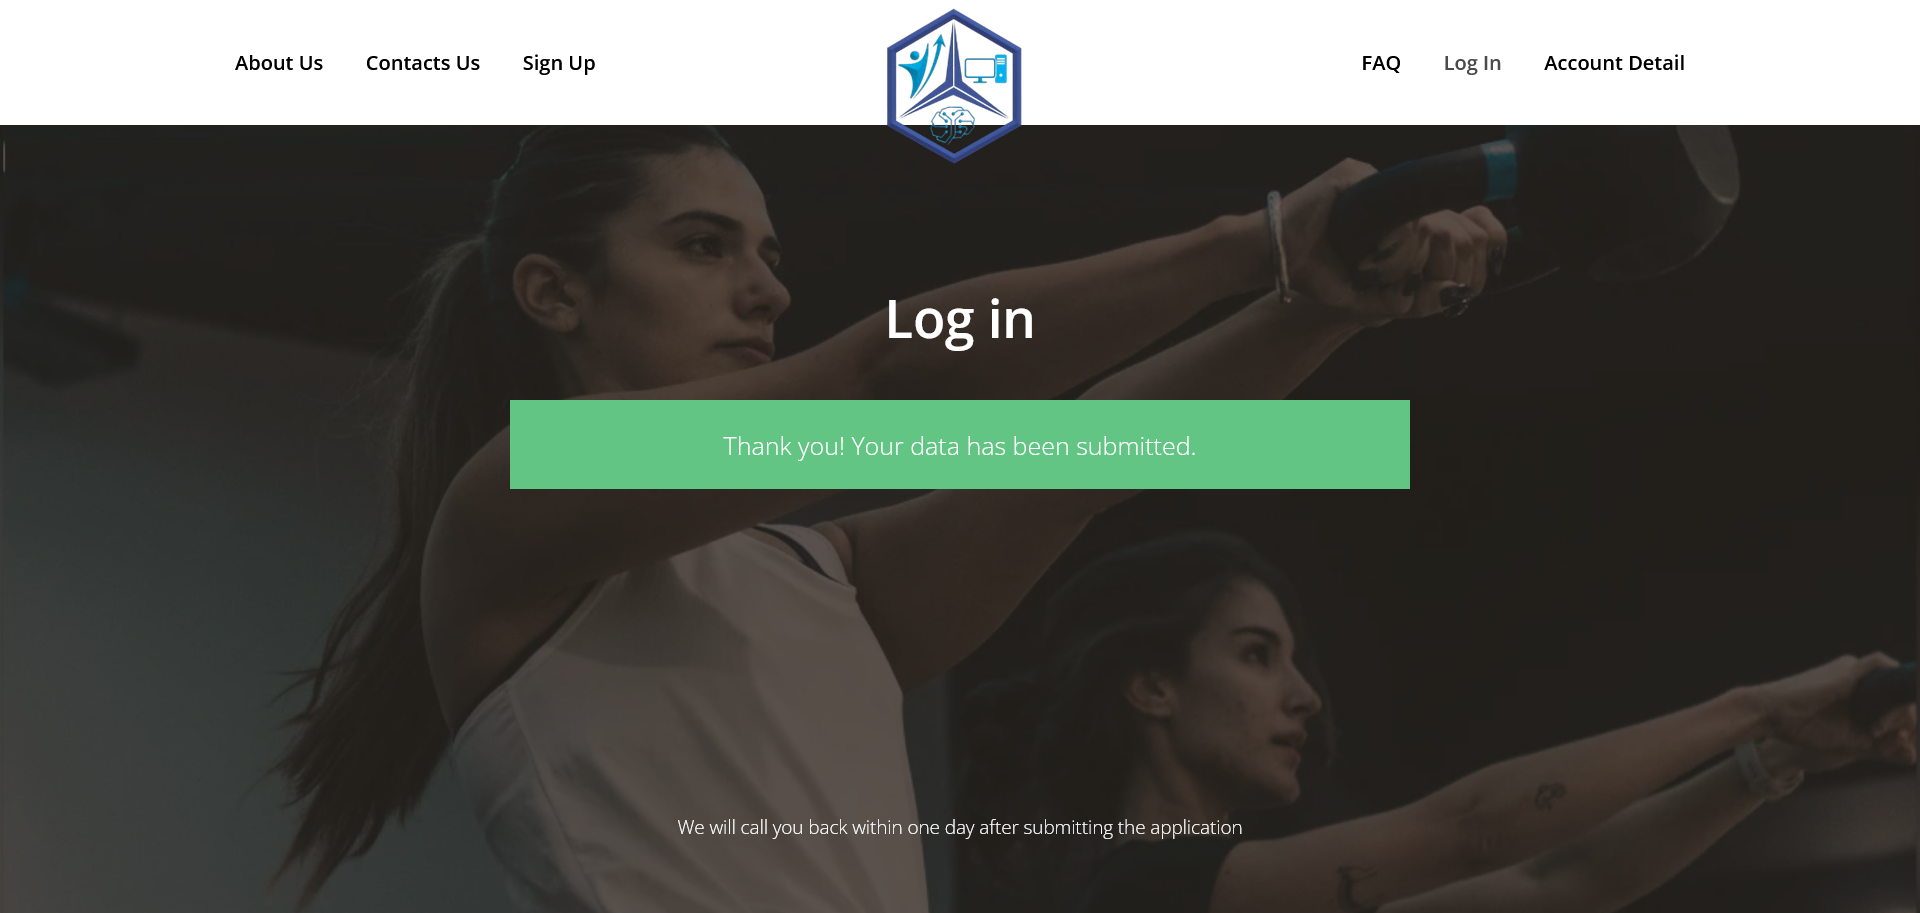 About Us
Contacts Us
Sign Up
FAQ
Log In
Account Detail
Log in
Thank you! Your data has been submitted.
We will call you back within one day after submitting the application